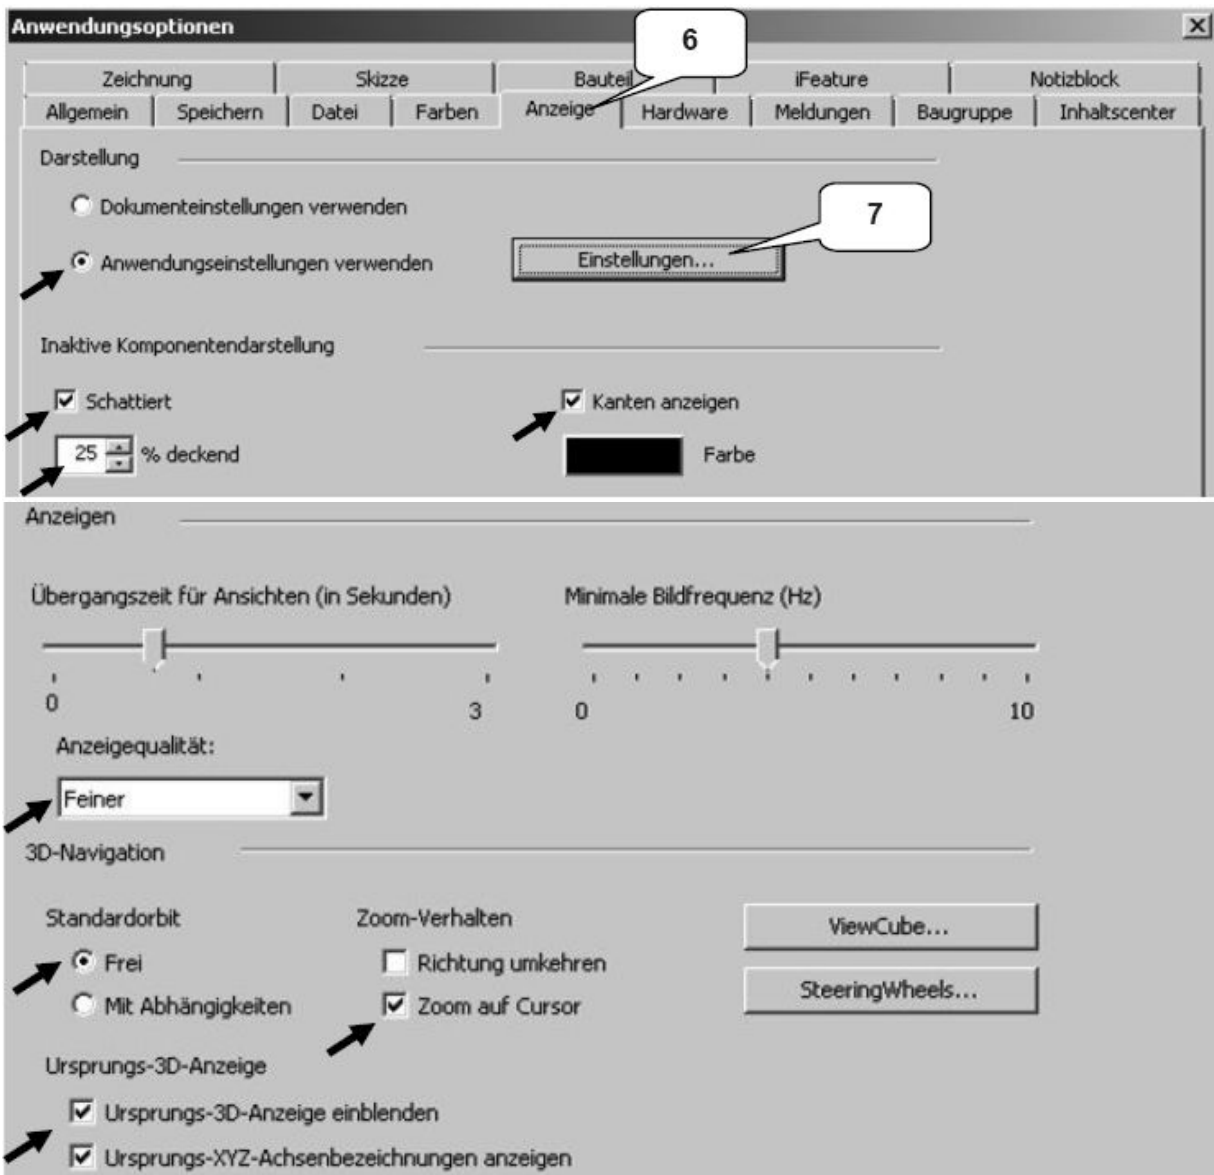 Anwendungsoptionen
6
Zeichnung Skizze Bauteil iFeature Notizblock
Allgemein Speichern Datei Farben Anzeige Hardware Meldungen Baugruppe Inhaltscenter
Darstellung
Dokumenteinstellungen verwenden
7
Anwendungseinstellungen verwenden Einstellungen...
Inaktive Komponentendarstellung
Schattiert Kanten anzeigen
25 % deckend Farbe
Anzeigen
Übergangszeit für Ansichten (in Sekunden) Minimale Bildfrequenz (Hz)
0 3 0 10
Anzeigequalität:
Feiner
3D-Navigation
Standardorbit Zoom-Verhalten ViewCube...
Frei Richtung umkehren
SteeringWheels...
Mit Abhängigkeiten Zoom auf Cursor
Ursprungs-3D-Anzeige
Ursprungs-3D-Anzeige einblenden
Ursprungs-XYZ-Achsenbezeichnungen anzeigen